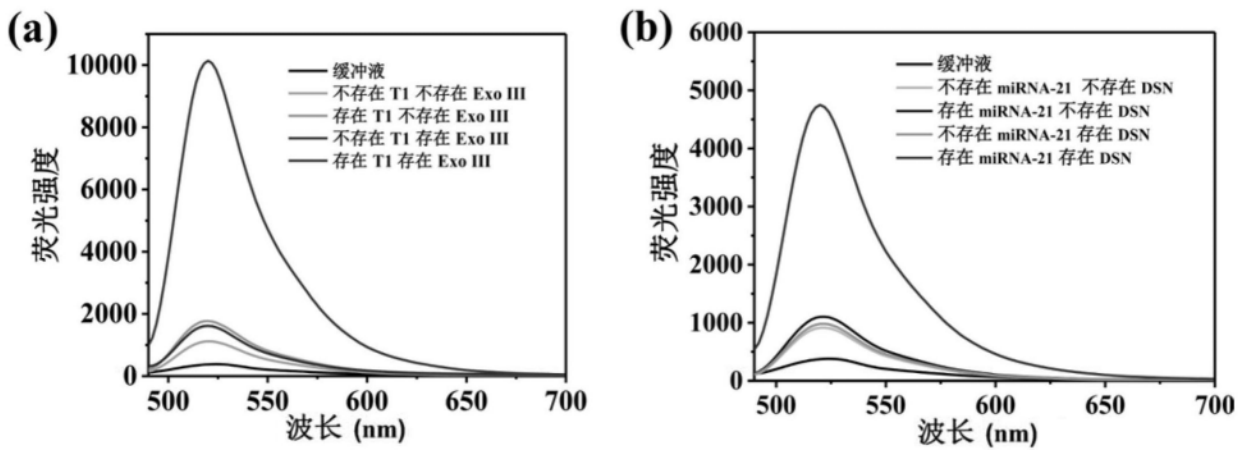 (a)
荧光强度
10000
8000
6000
4000
2000
0
缓冲液
不存在 T1 不存在 Exo III
存在 T1 不存在 Exo III
不存在 T1 存在 Exo III
存在 T1 存在 Exo III
500 550 600 650 700
波长 (nm)
(b)
荧光强度
6000
5000
4000
3000
2000
1000
0
缓冲液
不存在 miRNA-21 不存在 DSN
存在 miRNA-21 不存在 DSN
不存在 miRNA-21 存在 DSN
存在 miRNA-21 存在 DSN
500 550 600 650 700
波长 (nm)